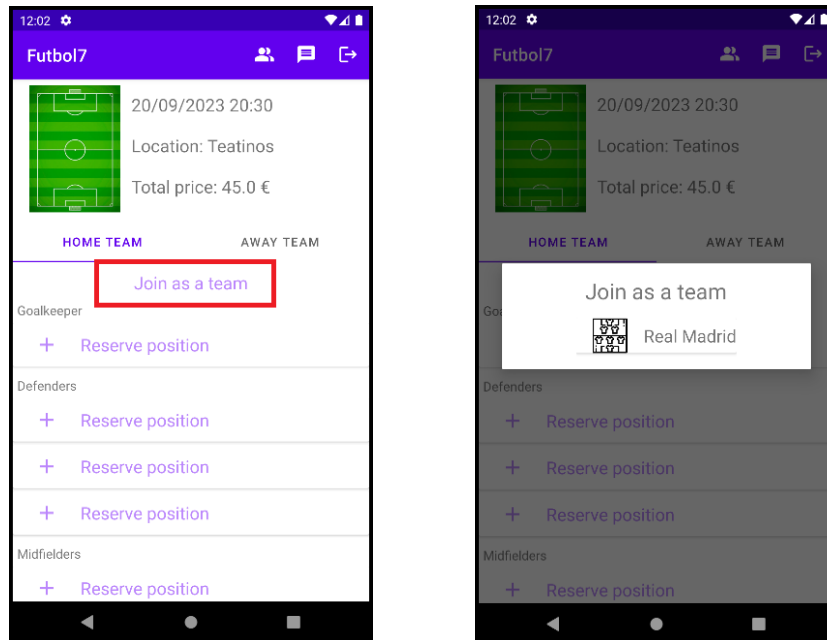 12:02
Futbol7
20/09/2023 20:30
Location: Teatinos
Total price: 45.0 €
HOME TEAM AWAY TEAM
Join as a team
Goalkeeper
+ Reserve position
Defenders
+ Reserve position
+ Reserve position
+ Reserve position
Midfielders
+ Reserve position
12:02
Futbol7
20/09/2023 20:30
Location: Teatinos
Total price: 45.0 €
HOME TEAM AWAY TEAM
Join as a team
Goa
Real Madrid
Defenders
+ Reserve position
+ Reserve position
+ Reserve position
Midfielders
+ Reserve position